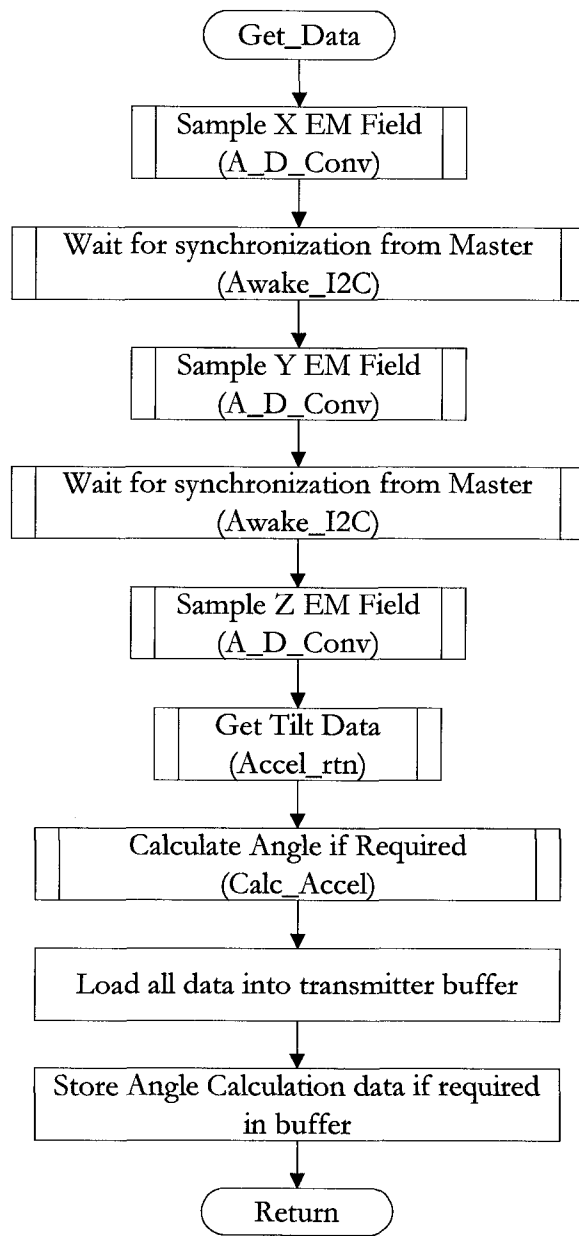 Get_Data
Sample X EM Field
(A_D_Conv)
Wait for synchronization from Master
(Awake_I2C)
Sample Y EM Field
(A_D_Conv)
Wait for synchronization from Master
(Awake_I2C)
Sample Z EM Field
(A_D_Conv)
Get Tilt Data
(Accel_rtn)
Calculate Angle if Required
(Calc_Accel)
Load all data into transmitter buffer
Store Angle Calculation data if required
in buffer
Return